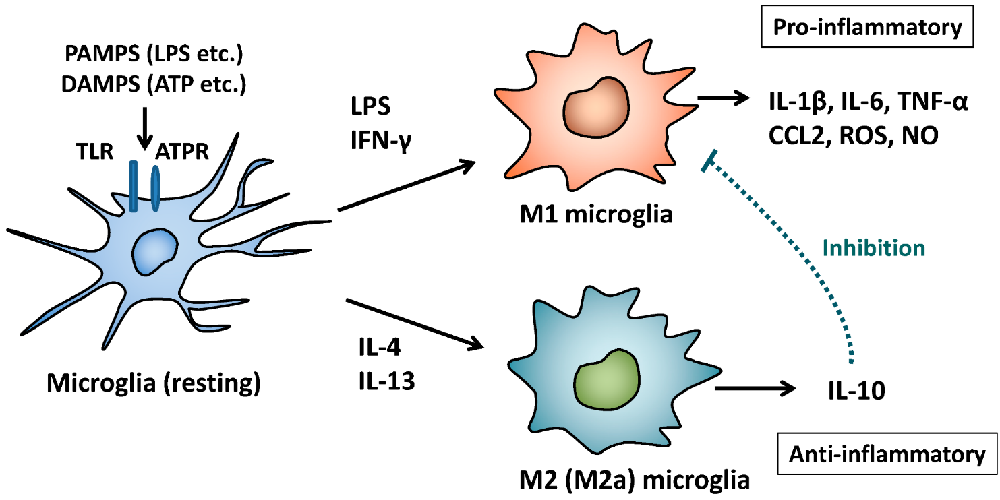 PAMPS (LPS etc.)
DAMPS (ATP etc.)
TLR
ATPR
Microglia (resting)
LPS
IFN-γ
IL-4
IL-13
M1 microglia
M2 (M2a) microglia
Pro-inflammatory
IL-1β, IL-6, TNF-α
CCL2, ROS, NO
Inhibition
IL-10
Anti-inflammatory